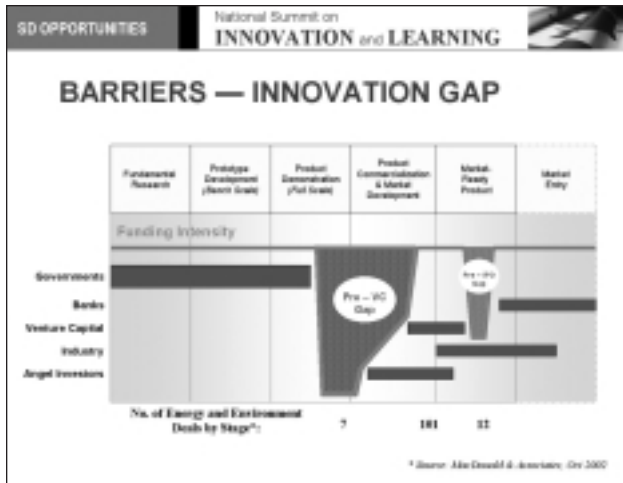 SD OPPORTUNITIES
National Summit on
INNOVATION and LEARNING
BARRIERS — INNOVATION GAP
Fundamental
Research
Prototype
Development
(Bench Scale)
Product
Demonstration
(Full Scale)
Product
Commercialization
& Market
Development
Market-
Ready
Product
Market
Entry
Funding Intensity
Governments
Banks
Venture Capital
Industry
Angel Investors
Pre – VC
Gap
Pre – IPO
Gap
No. of Energy and Environment
Deals by Stage*:
7
101
12
* Source: MacDonald & Associates, Oct 2002